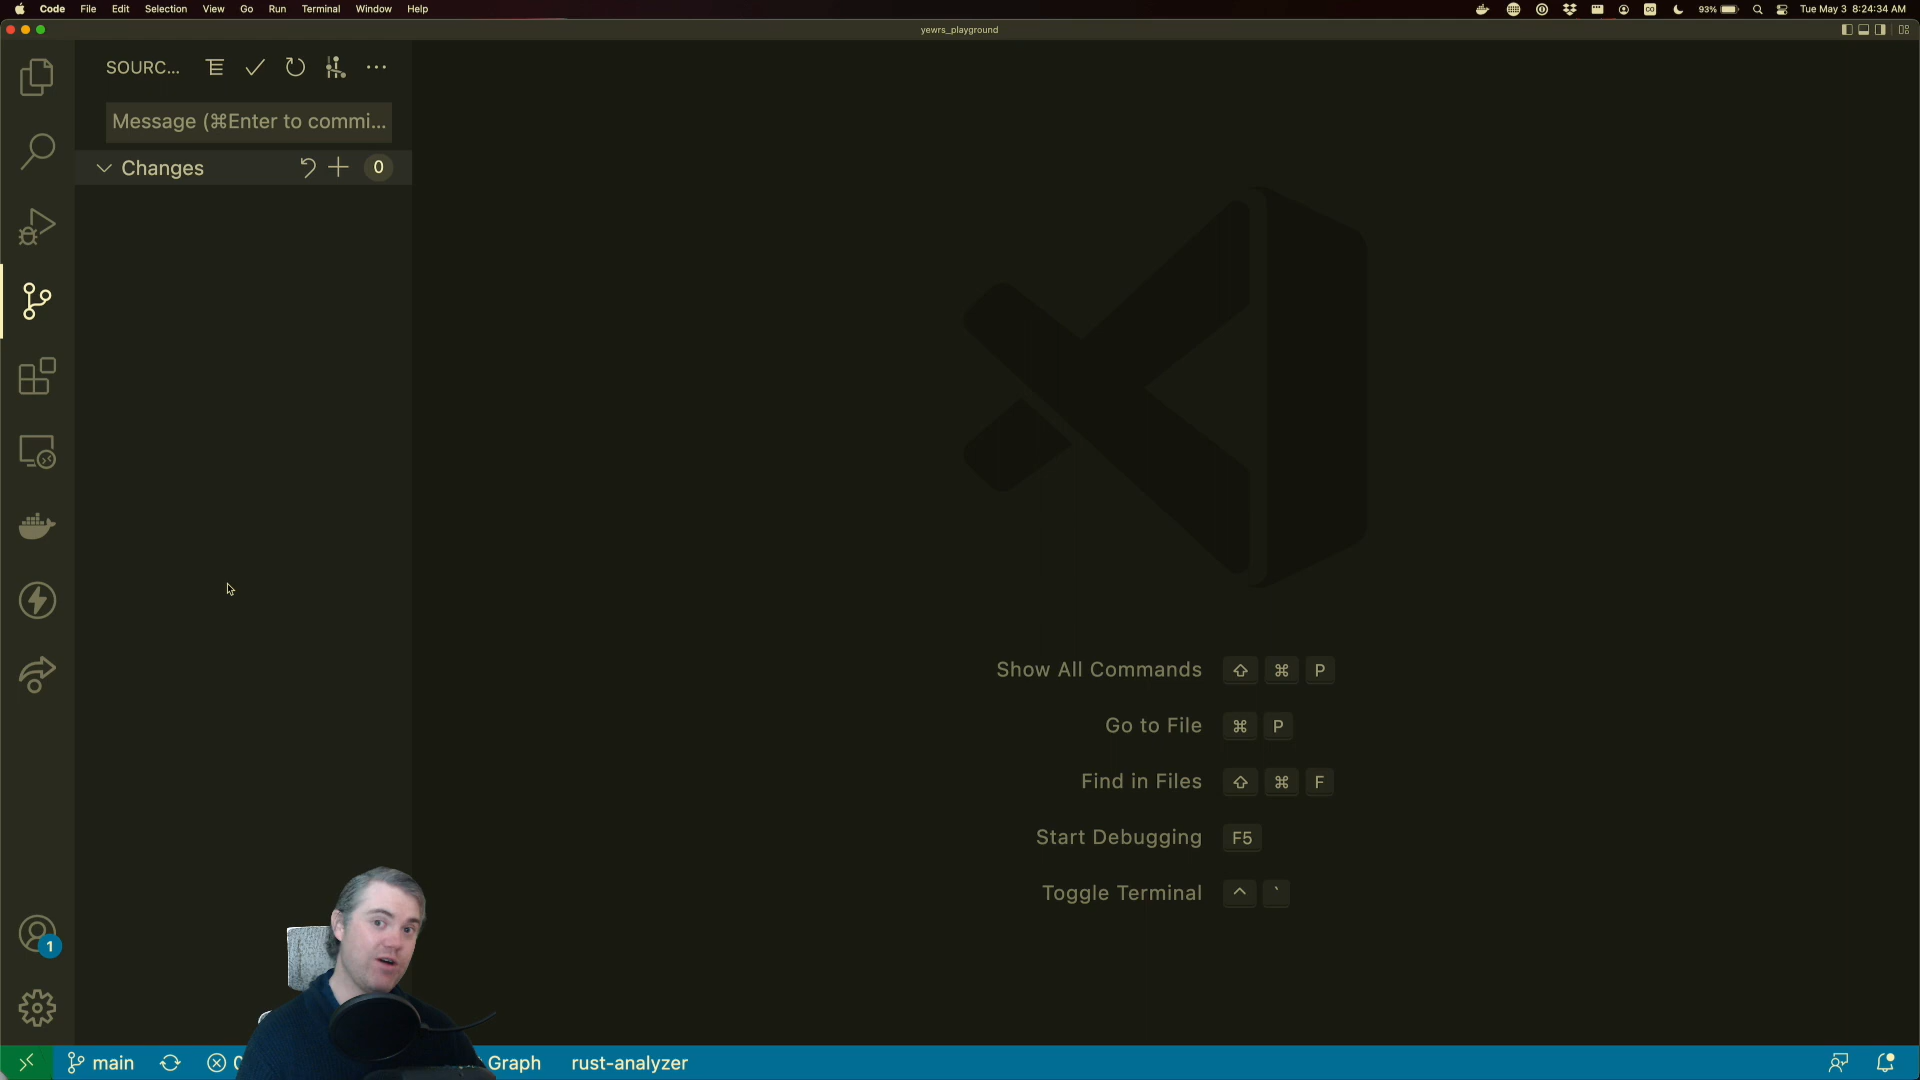 Code File Edit Selection View Go Run Terminal Window Help
93% Tue May 3 8:24:34 AM
yewrs_playground
SOURC...
Message (⌘Enter to commi...
Changes 0
Show All Commands ⇧ ⌘ P
Go to File ⌘ P
Find in Files ⇧ ⌘ F
Start Debugging F5
Toggle Terminal ^ `
1
main
Graph rust-analyzer